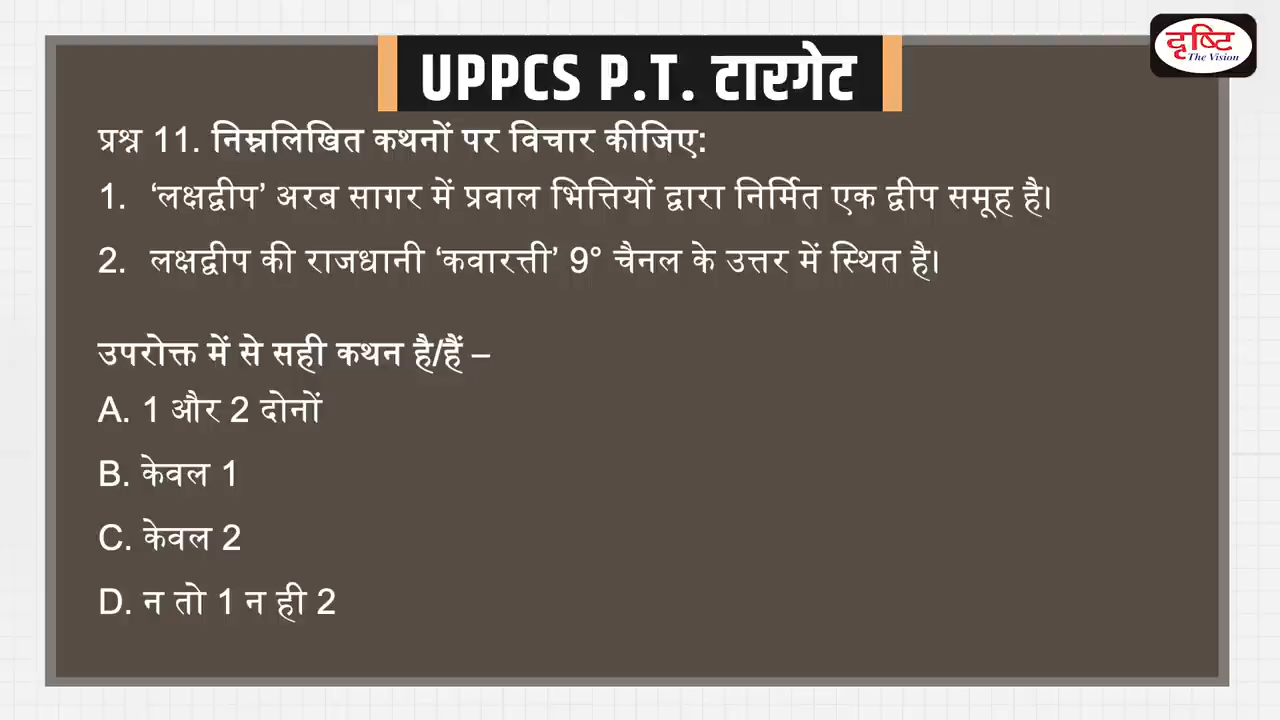 दृष्टि
The Vision
UPPCS P.T. टारगेट
प्रश्न 11. निम्नलिखित कथनों पर विचार कीजिए:
1. ‘लक्षद्वीप’ अरब सागर में प्रवाल भित्तियों द्वारा निर्मित एक द्वीप समूह है।
2. लक्षद्वीप की राजधानी ‘कवारत्ती’ 9° चैनल के उत्तर में स्थित है।
उपरोक्त में से सही कथन है/हैं –
A. 1 और 2 दोनों
B. केवल 1
C. केवल 2
D. न तो 1 न ही 2